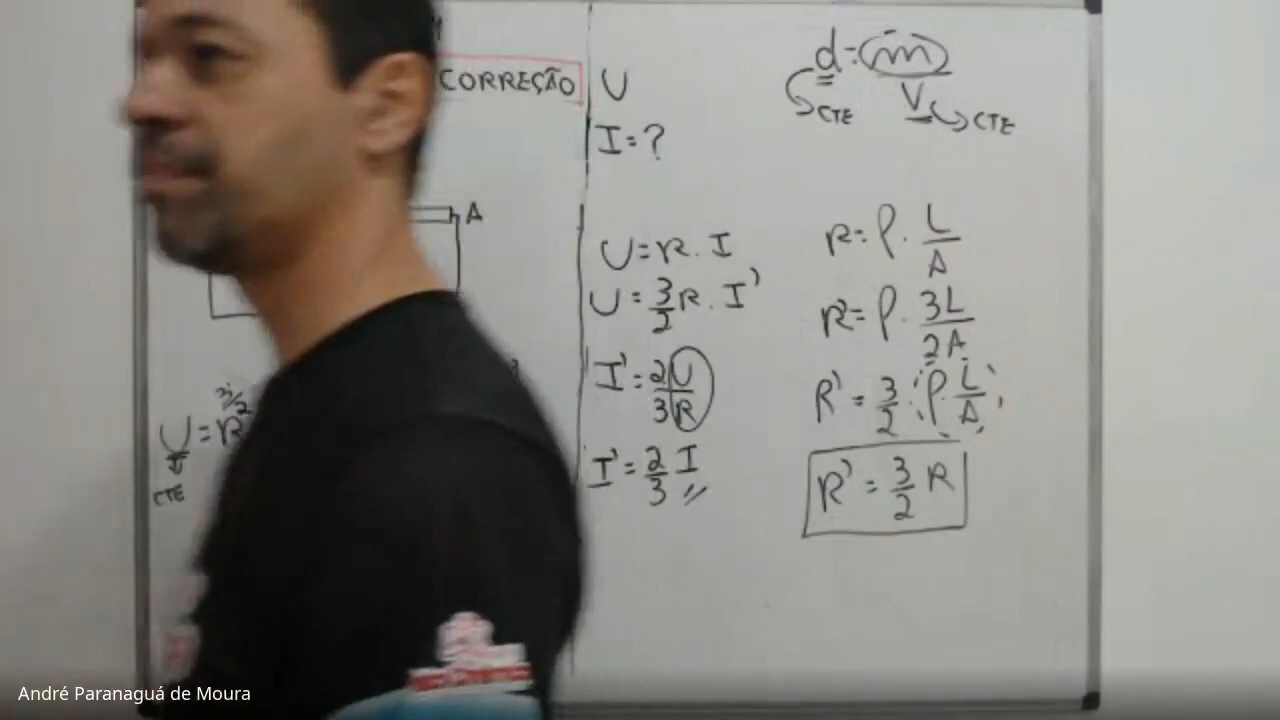 CORREÇÃO
A
U = R
3/2
CTE
U
I = ?
U = R . I
U = 3/2 R . I'
I' = 2U/3R
I' = 2/3 I //
d = m/V
CTE
CTE
R = ρ . L/A
R' = ρ . 3L/2A
R' = 3/2 . ρ . L/A
R' = 3/2 R
André Paranaguá de Moura